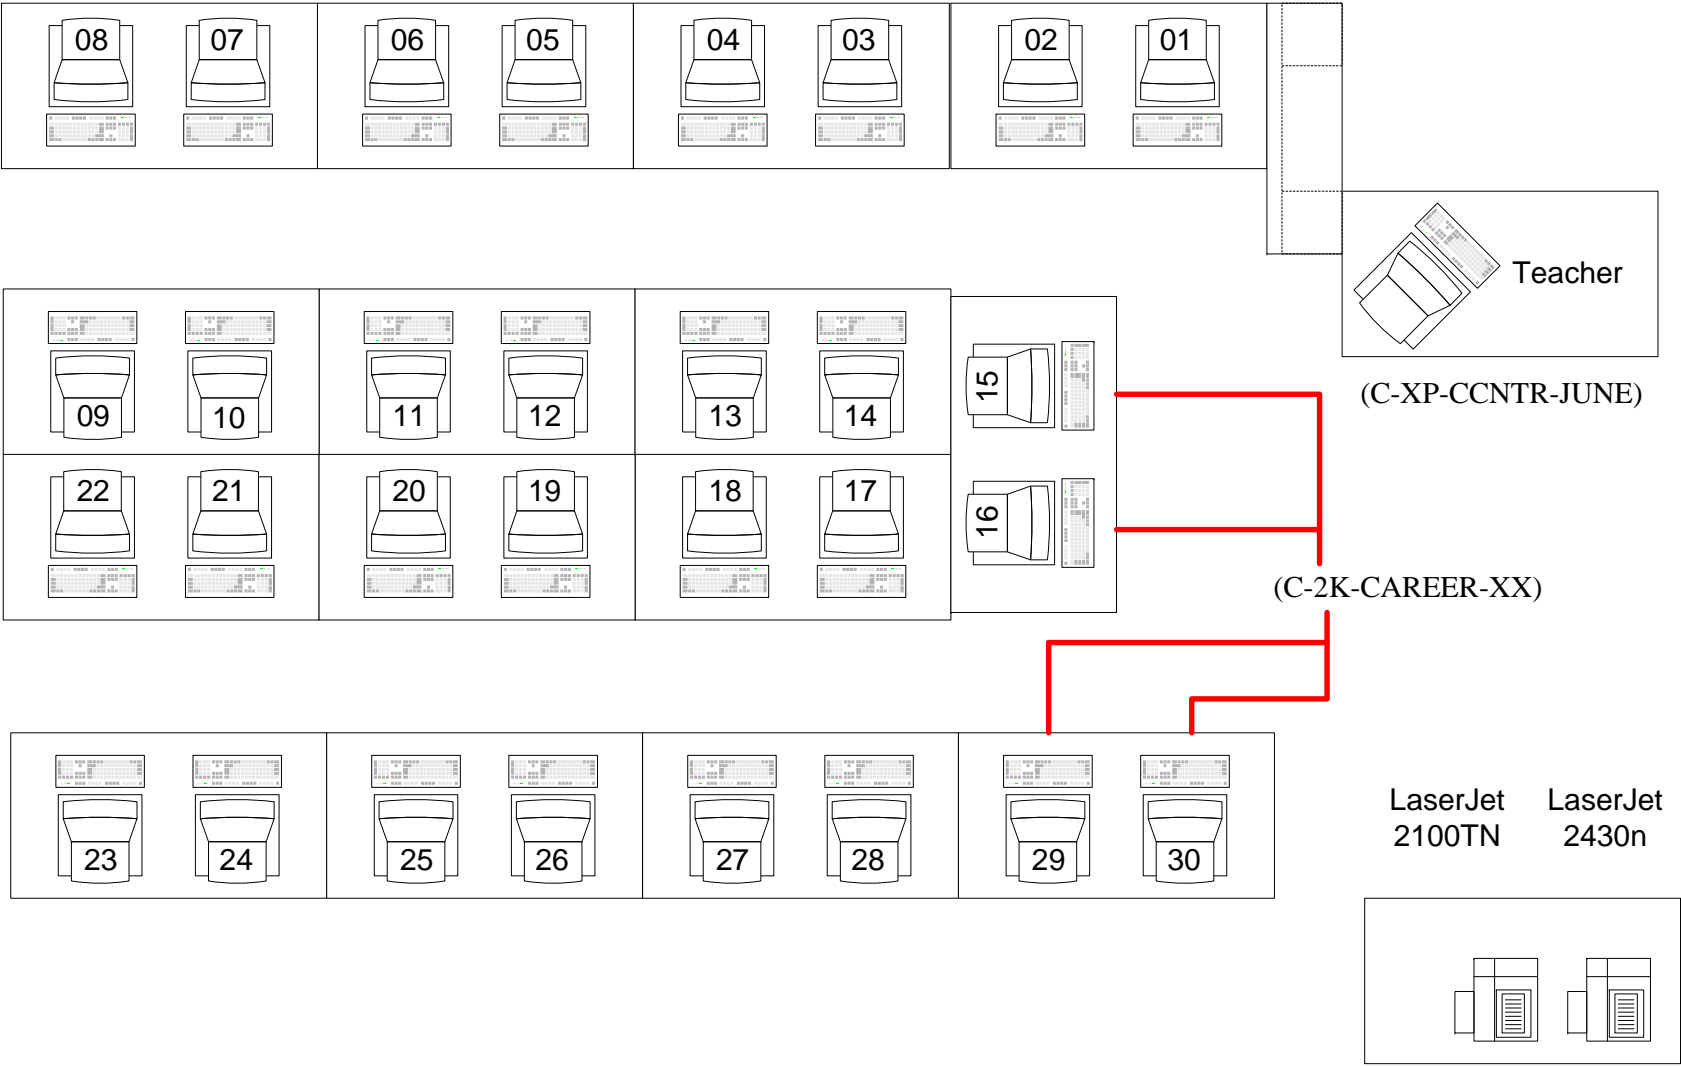 08 07 06 05 04 03 02 01
Teacher
(C-XP-CCNTR-JUNE)
09 10 11 12 13 14 15
22 21 20 19 18 17 16
(C-2K-CAREER-XX)
23 24 25 26 27 28 29 30
LaserJet
2100TN
LaserJet
2430n